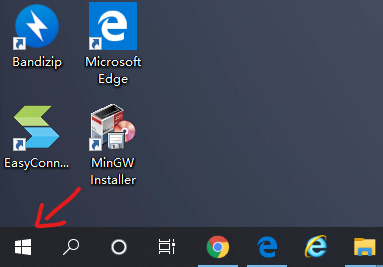 Bandizip
Microsoft
Edge
EasyConn...
MinGW
Installer